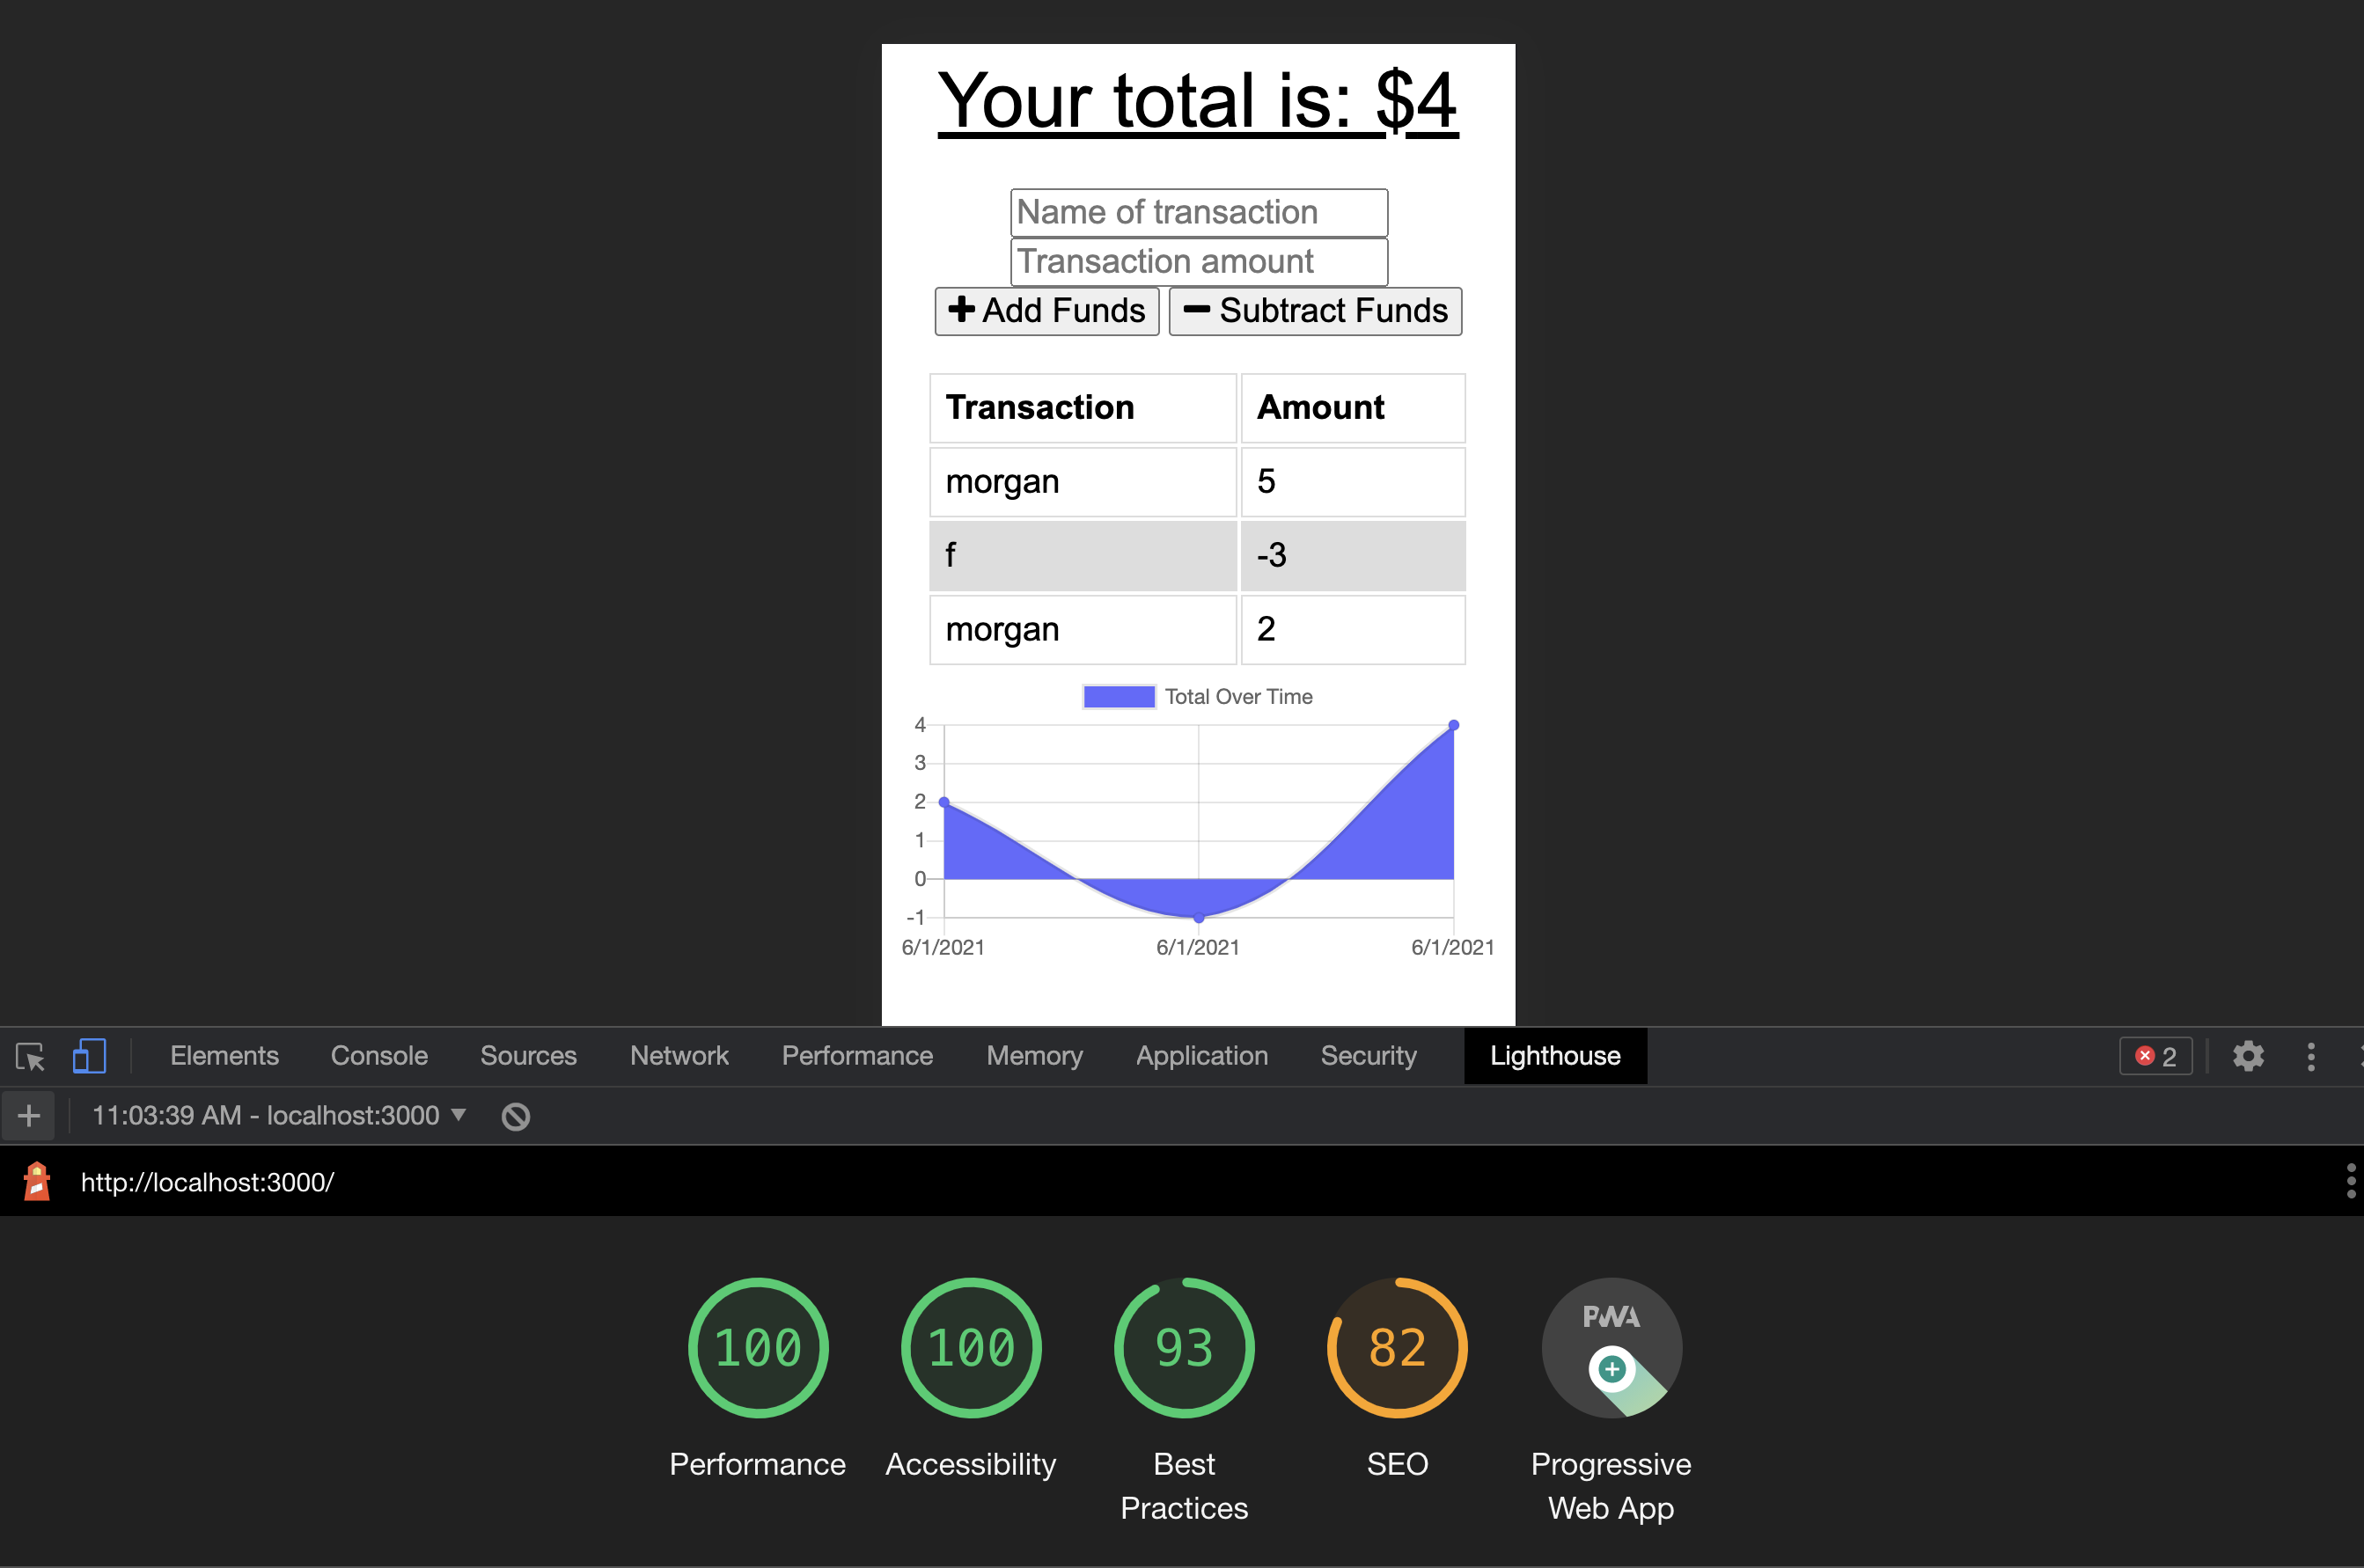 Your total is: $4
Name of transaction
Transaction amount
Add Funds Subtract Funds
Transaction Amount
morgan 5
f -3
morgan 2
Total Over Time
4
3
2
1
0
-1
6/1/2021 6/1/2021 6/1/2021
Elements Console Sources Network Performance Memory Application Security Lighthouse 2
11:03:39 AM - localhost:3000
http://localhost:3000/
100 100 93 82 PWA
Performance Accessibility Best Practices SEO Progressive Web App